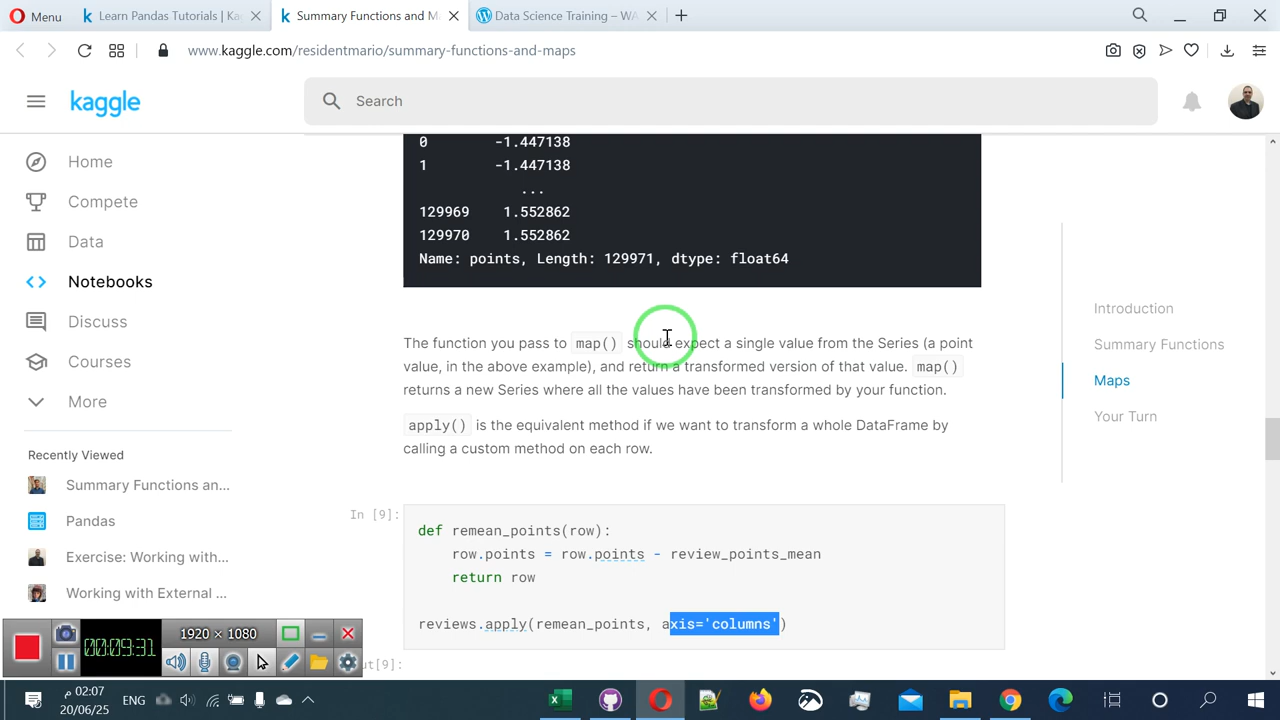 Menu
Learn Pandas Tutorials | Ka
Summary Functions and M
Data Science Training – WA
www.kaggle.com/residentmario/summary-functions-and-maps
kaggle
Search
Home
Compete
Data
Notebooks
Discuss
Courses
More
Recently Viewed
Summary Functions an...
Pandas
Exercise: Working with...
Working with External ...
0 -1.447138
1 -1.447138
...
129969 1.552862
129970 1.552862
Name: points, Length: 129971, dtype: float64
The function you pass to map() should expect a single value from the Series (a point
value, in the above example), and return a transformed version of that value. map()
returns a new Series where all the values have been transformed by your function.
apply() is the equivalent method if we want to transform a whole DataFrame by
calling a custom method on each row.
In [9]:
def remean_points(row):
row.points = row.points - review_points_mean
return row
reviews.apply(remean_points, axis='columns')
ut[9]:
Introduction
Summary Functions
Maps
Your Turn
00:09:31
1920 × 1080
ENG
02:07 م
20/06/25